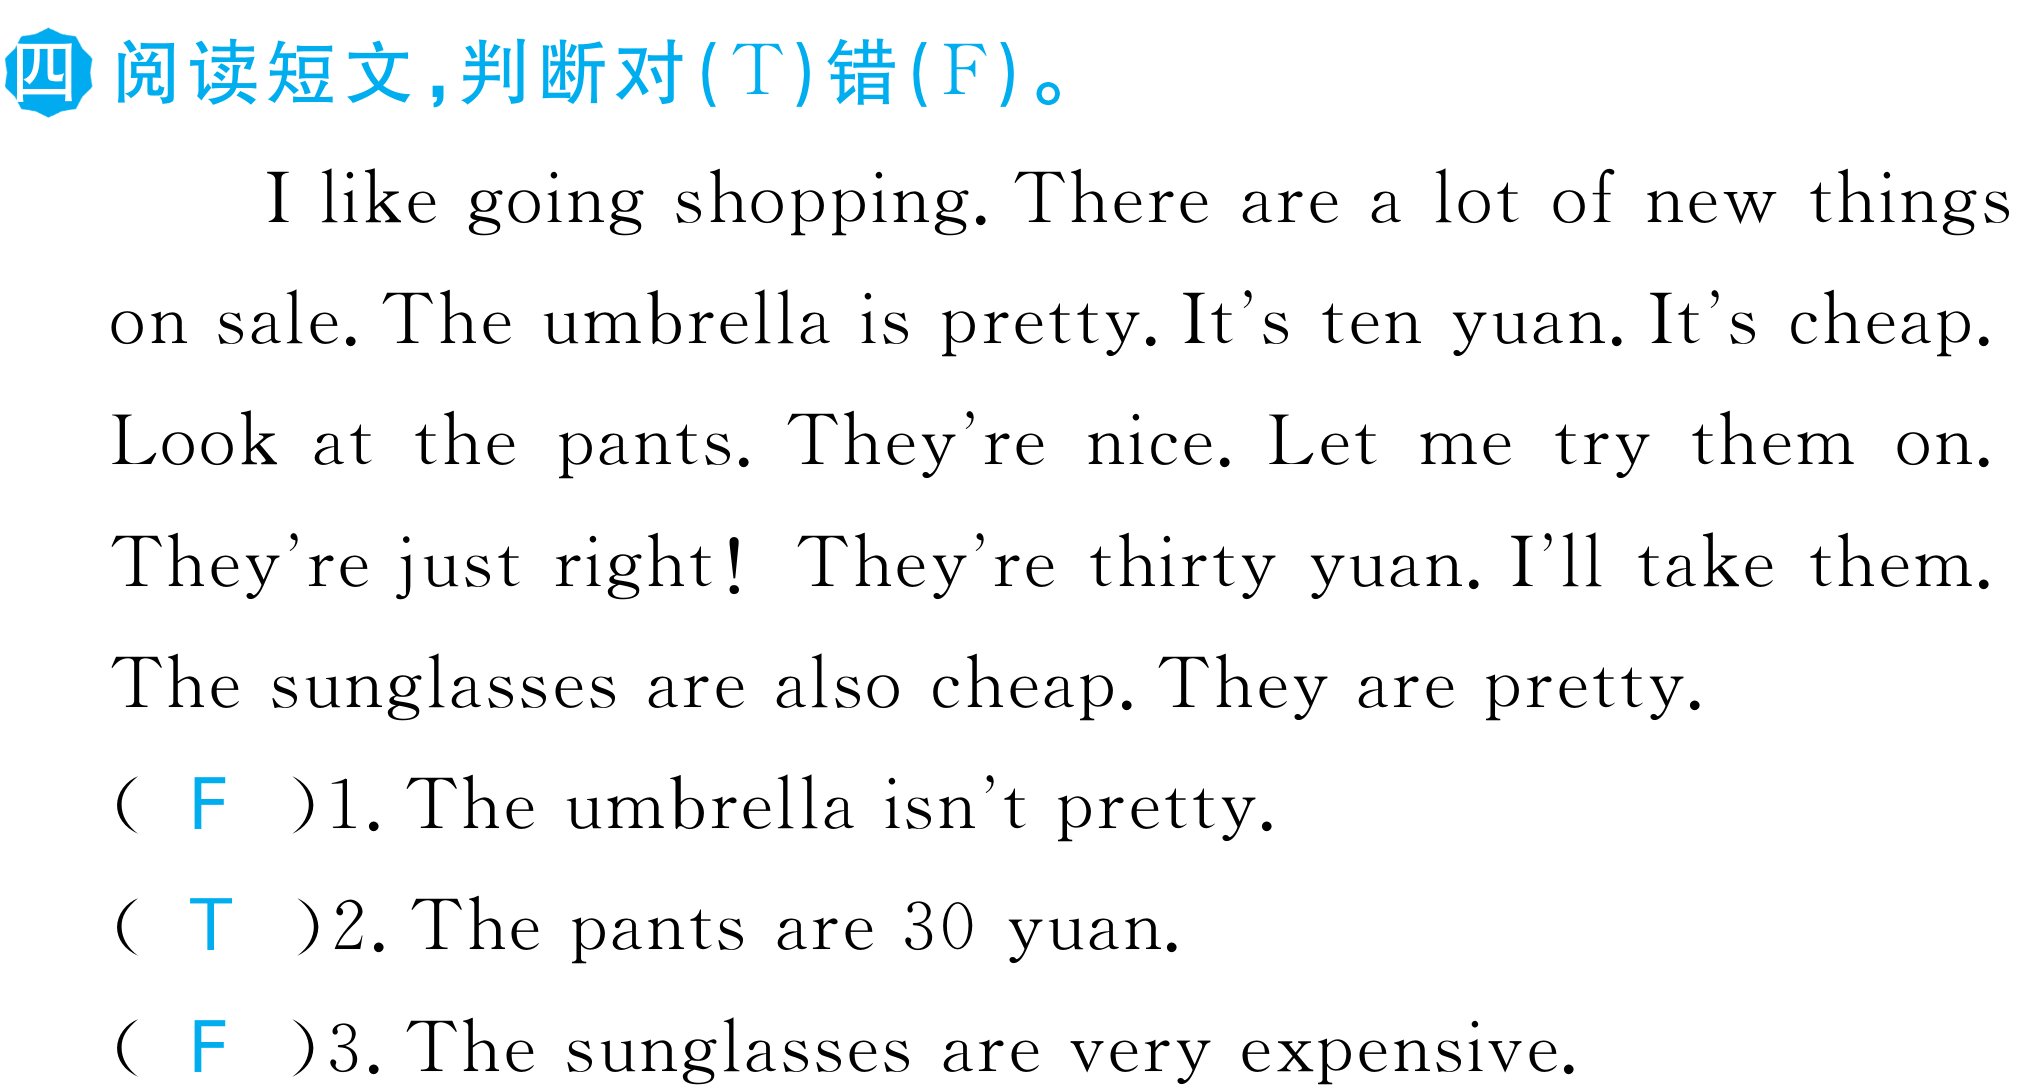 四 阅读短文,判断对(T)错(F)。
I like going shopping. There are a lot of new things
on sale. The umbrella is pretty. It's ten yuan. It's cheap.
Look at the pants. They're nice. Let me try them on.
They're just right! They're thirty yuan. I'll take them.
The sunglasses are also cheap. They are pretty.
( F )1. The umbrella isn't pretty.
( T )2. The pants are 30 yuan.
( F )3. The sunglasses are very expensive.